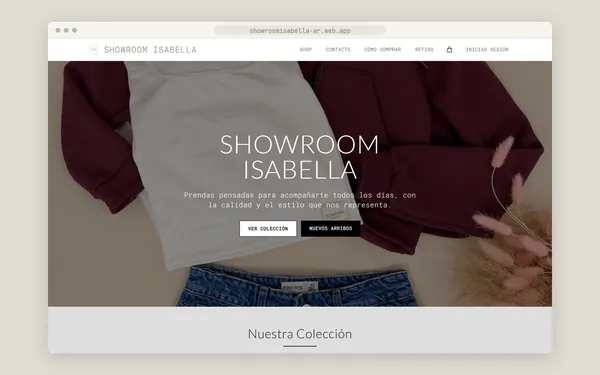 showroomisabella-ar.web.app
SHOWROOM ISABELLA
SHOP
CONTACTO
CÓMO COMPRAR
RETIRO
INICIAR SESIÓN
SHOWROOM
ISABELLA
Prendas pensadas para acompañarte todos los días, con
la calidad y el estilo que nos representa.
VER COLECCIÓN
NUEVOS ARRIBOS
Nuestra Colección